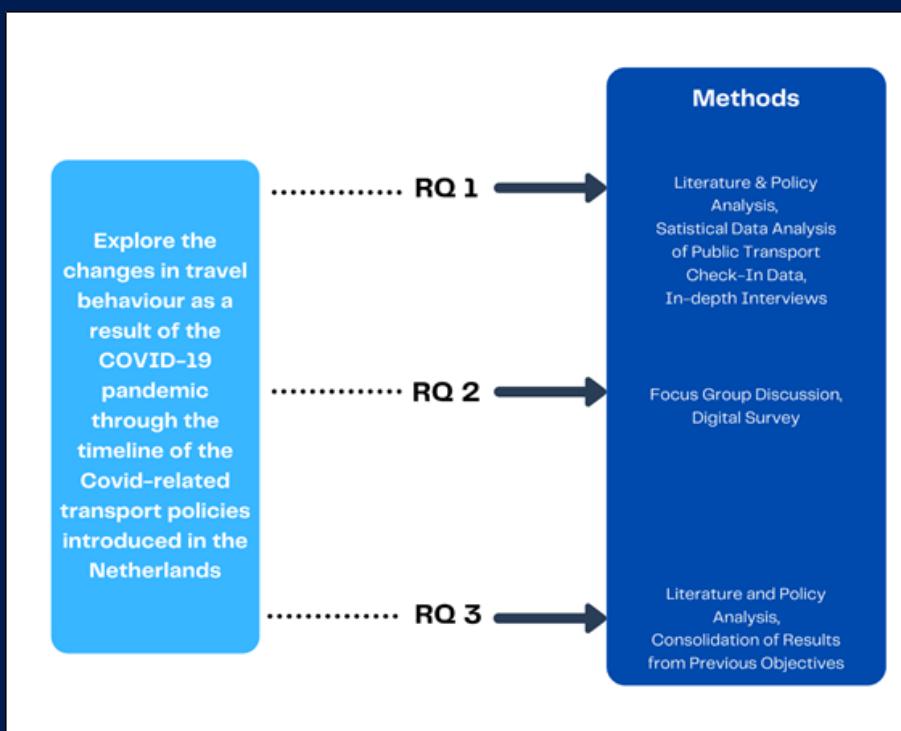 Explore the
changes in travel
behaviour as a
result of the
COVID-19
pandemic
through the
timeline of the
Covid-related
transport policies
introduced in the
Netherlands
RQ 1
RQ 2
RQ 3
Methods
Literature & Policy
Analysis,
Satistical Data Analysis
of Public Transport
Check-In Data,
In-depth Interviews
Focus Group Discussion,
Digital Survey
Literature and Policy
Analysis,
Consolidation of Results
from Previous Objectives